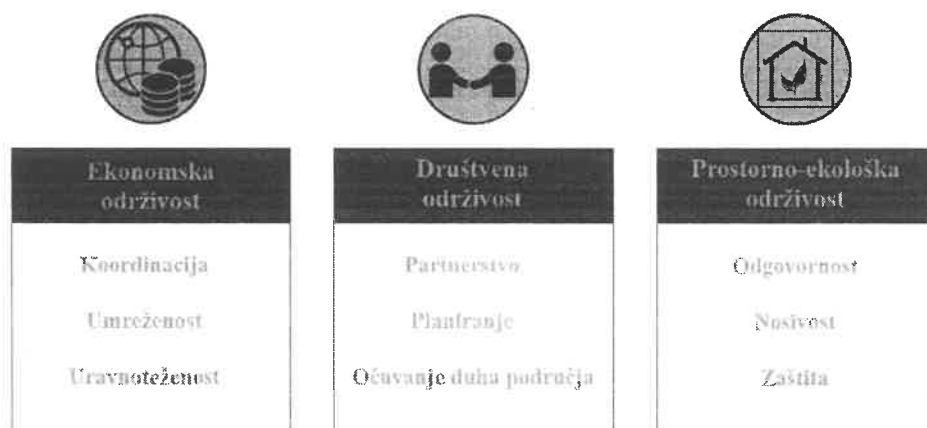 Ekonomska
održivost
Koordinacija
Umreženost
Uravnoteženost
Društvena
održivost
Partnerstvo
Planiranje
Očuvanje duha područja
Prostorno-ekološka
održivost
Odgovornost
Nosivost
Zaštita